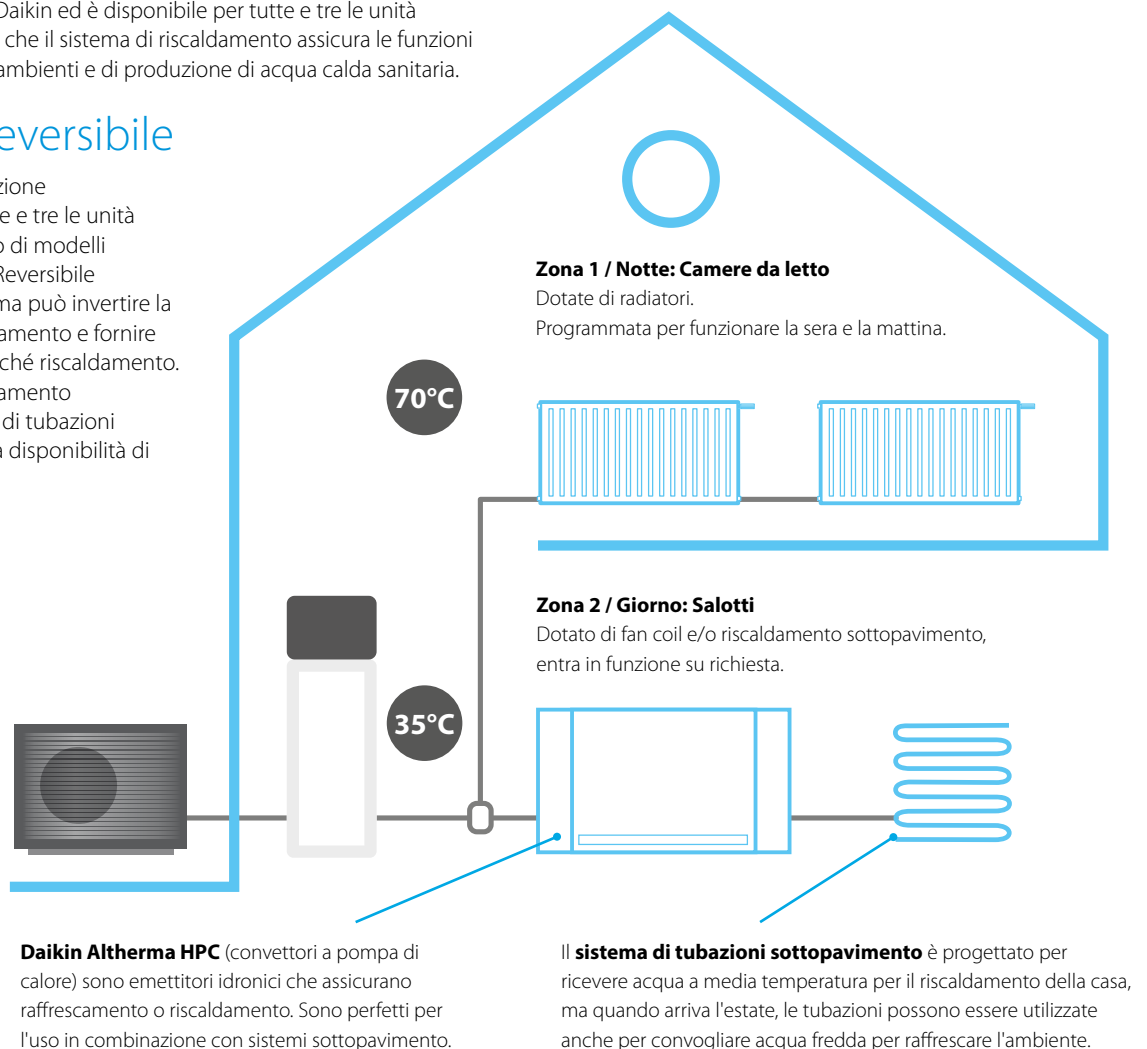 Daikin ed è disponibile per tutte e tre le unità
che il sistema di riscaldamento assicura le funzioni
ambienti e di produzione di acqua calda sanitaria.
eversibile
zione
e e tre le unità
o di modelli
Reversibile
ma può invertire la
amento e fornire
ché riscaldamento.
lamento
di tubazioni
a disponibilità di
Zona 1 / Notte: Camere da letto
Dotate di radiatori.
Programmata per funzionare la sera e la mattina.
70°C
Zona 2 / Giorno: Salotti
Dotato di fan coil e/o riscaldamento sottopavimento,
entra in funzione su richiesta.
35°C
Daikin Altherma HPC (convettori a pompa di
calore) sono emettitori idronici che assicurano
raffrescamento o riscaldamento. Sono perfetti per
l'uso in combinazione con sistemi sottopavimento.
Il sistema di tubazioni sottopavimento è progettato per
ricevere acqua a media temperatura per il riscaldamento della casa,
ma quando arriva l'estate, le tubazioni possono essere utilizzate
anche per convogliare acqua fredda per raffrescare l'ambiente.